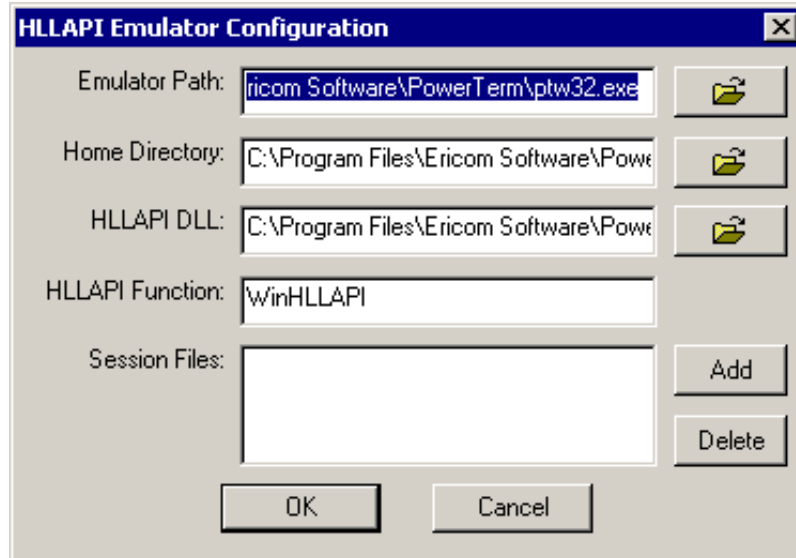 HLLAPI Emulator Configuration
Emulator Path: ricom Software\PowerTerm\ptw32.exe
Home Directory: C:\Program Files\Ericom Software\Powe
HLLAPI DLL: C:\Program Files\Ericom Software\Powe
HLLAPI Function: WinHLLAPI
Session Files: Add
Delete
OK Cancel